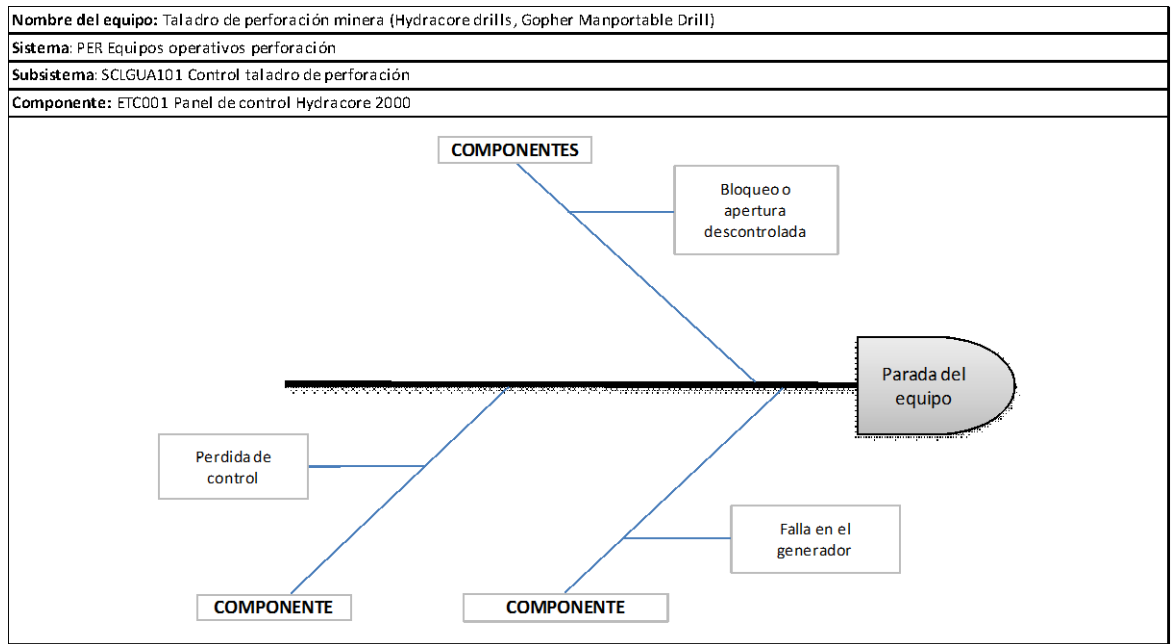 Nombre del equipo: Taladro de perforación minera (Hydracore drills, Gopher Manportable Drill)
Sistema: PER Equipos operativos perforación
Subsistema: SCLGUA101 Control taladro de perforación
Componente: ETC001 Panel de control Hydracore 2000
COMPONENTES
Bloqueo o
apertura
descontrolada
Parada del
equipo
Perdida de
control
Falla en el
generador
COMPONENTE
COMPONENTE